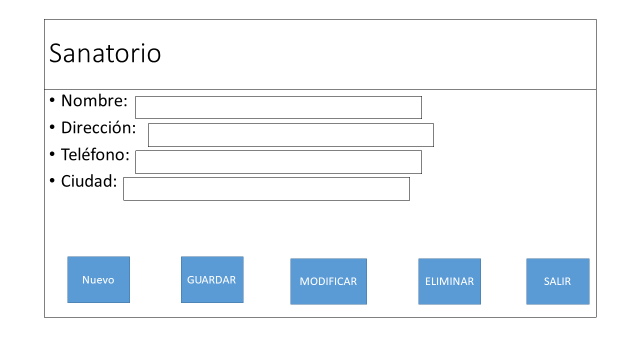 Sanatorio
• Nombre:
• Dirección:
• Teléfono:
• Ciudad:
Nuevo GUARDAR MODIFICAR ELIMINAR SALIR